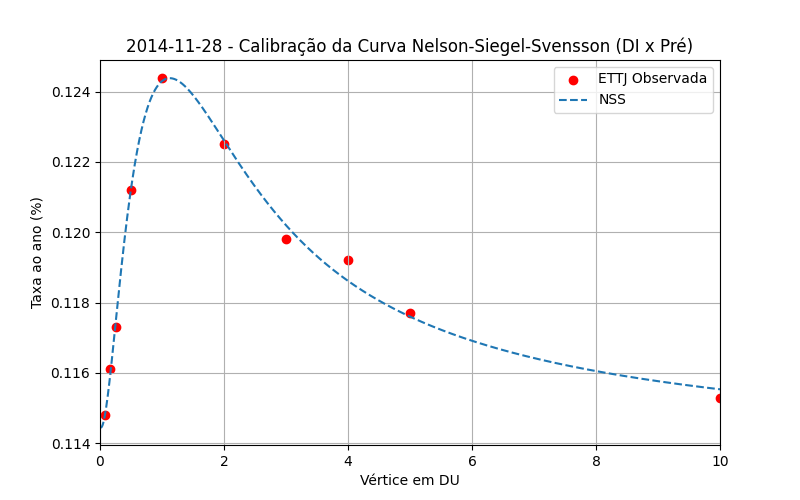 2014-11-28 - Calibração da Curva Nelson-Siegel-Svensson (DI x Pré)
ETTJ Observada
NSS
Taxa ao ano (%)
0.124
0.122
0.120
0.118
0.116
0.114
0 2 4 6 8 10
Vértice em DU